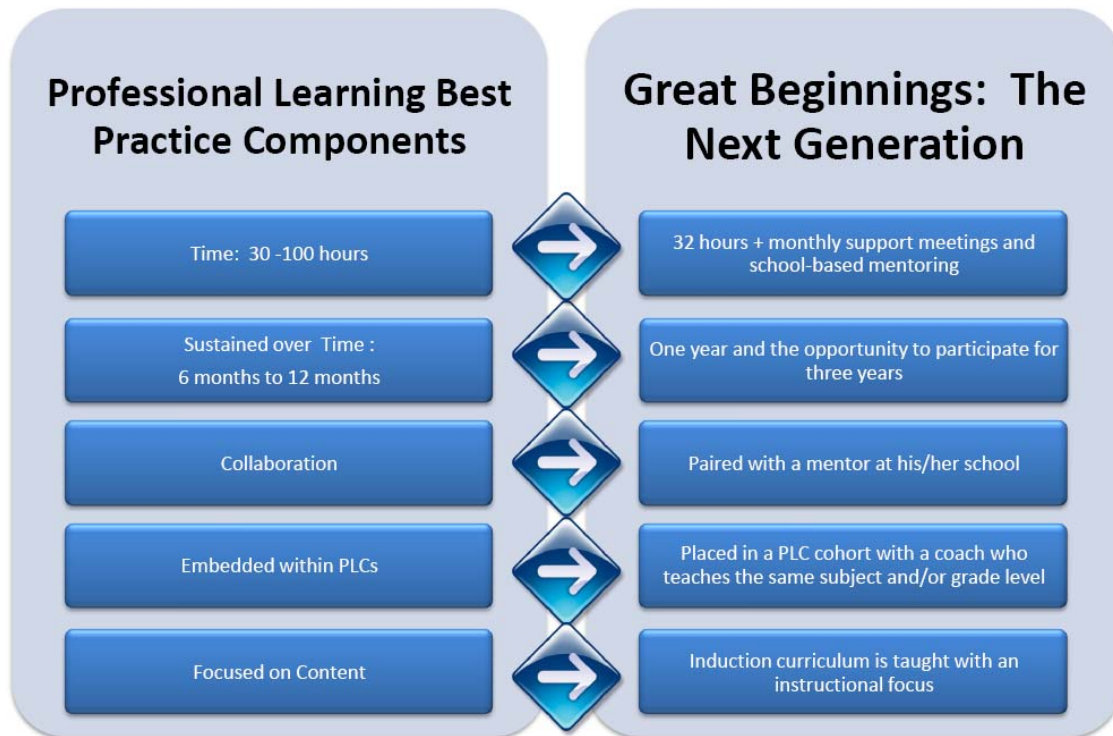 Professional Learning Best
Practice Components
Great Beginnings: The
Next Generation
Time: 30 -100 hours
32 hours + monthly support meetings and
school-based mentoring
Sustained over Time :
6 months to 12 months
One year and the opportunity to participate for
three years
Collaboration
Paired with a mentor at his/her school
Embedded within PLCs
Placed in a PLC cohort with a coach who
teaches the same subject and/or grade level
Focused on Content
Induction curriculum is taught with an
instructional focus